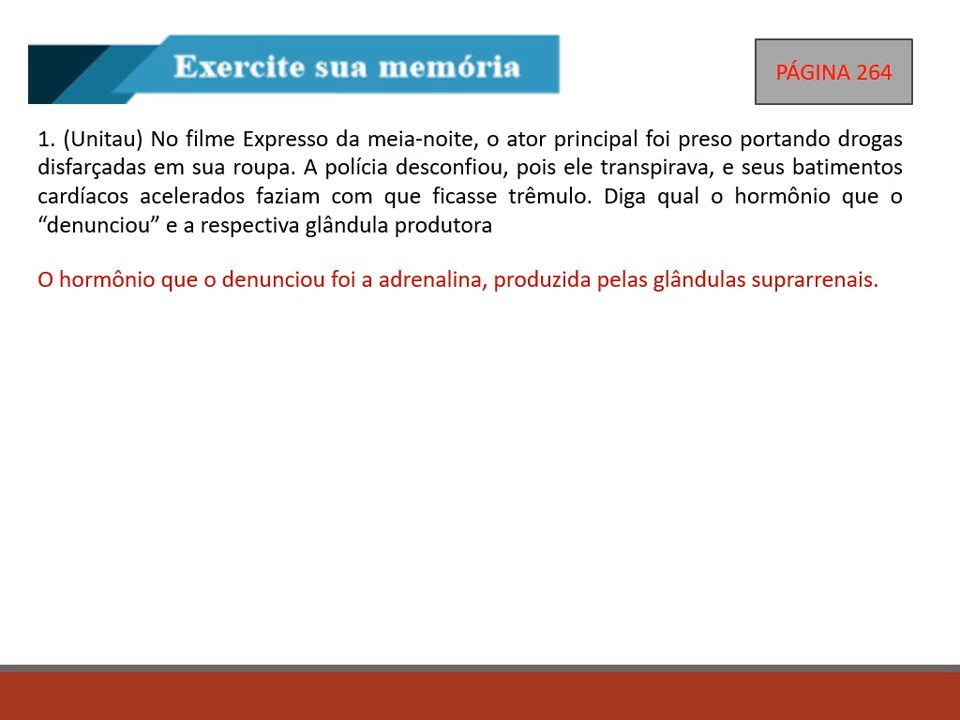 Exercite sua memória
PÁGINA 264
1. (Unitau) No filme Expresso da meia-noite, o ator principal foi preso portando drogas
disfarçadas em sua roupa. A polícia desconfiou, pois ele transpirava, e seus batimentos
cardíacos acelerados faziam com que ficasse trêmulo. Diga qual o hormônio que o
“denunciou” e a respectiva glândula produtora
O hormônio que o denunciou foi a adrenalina, produzida pelas glândulas suprarrenais.